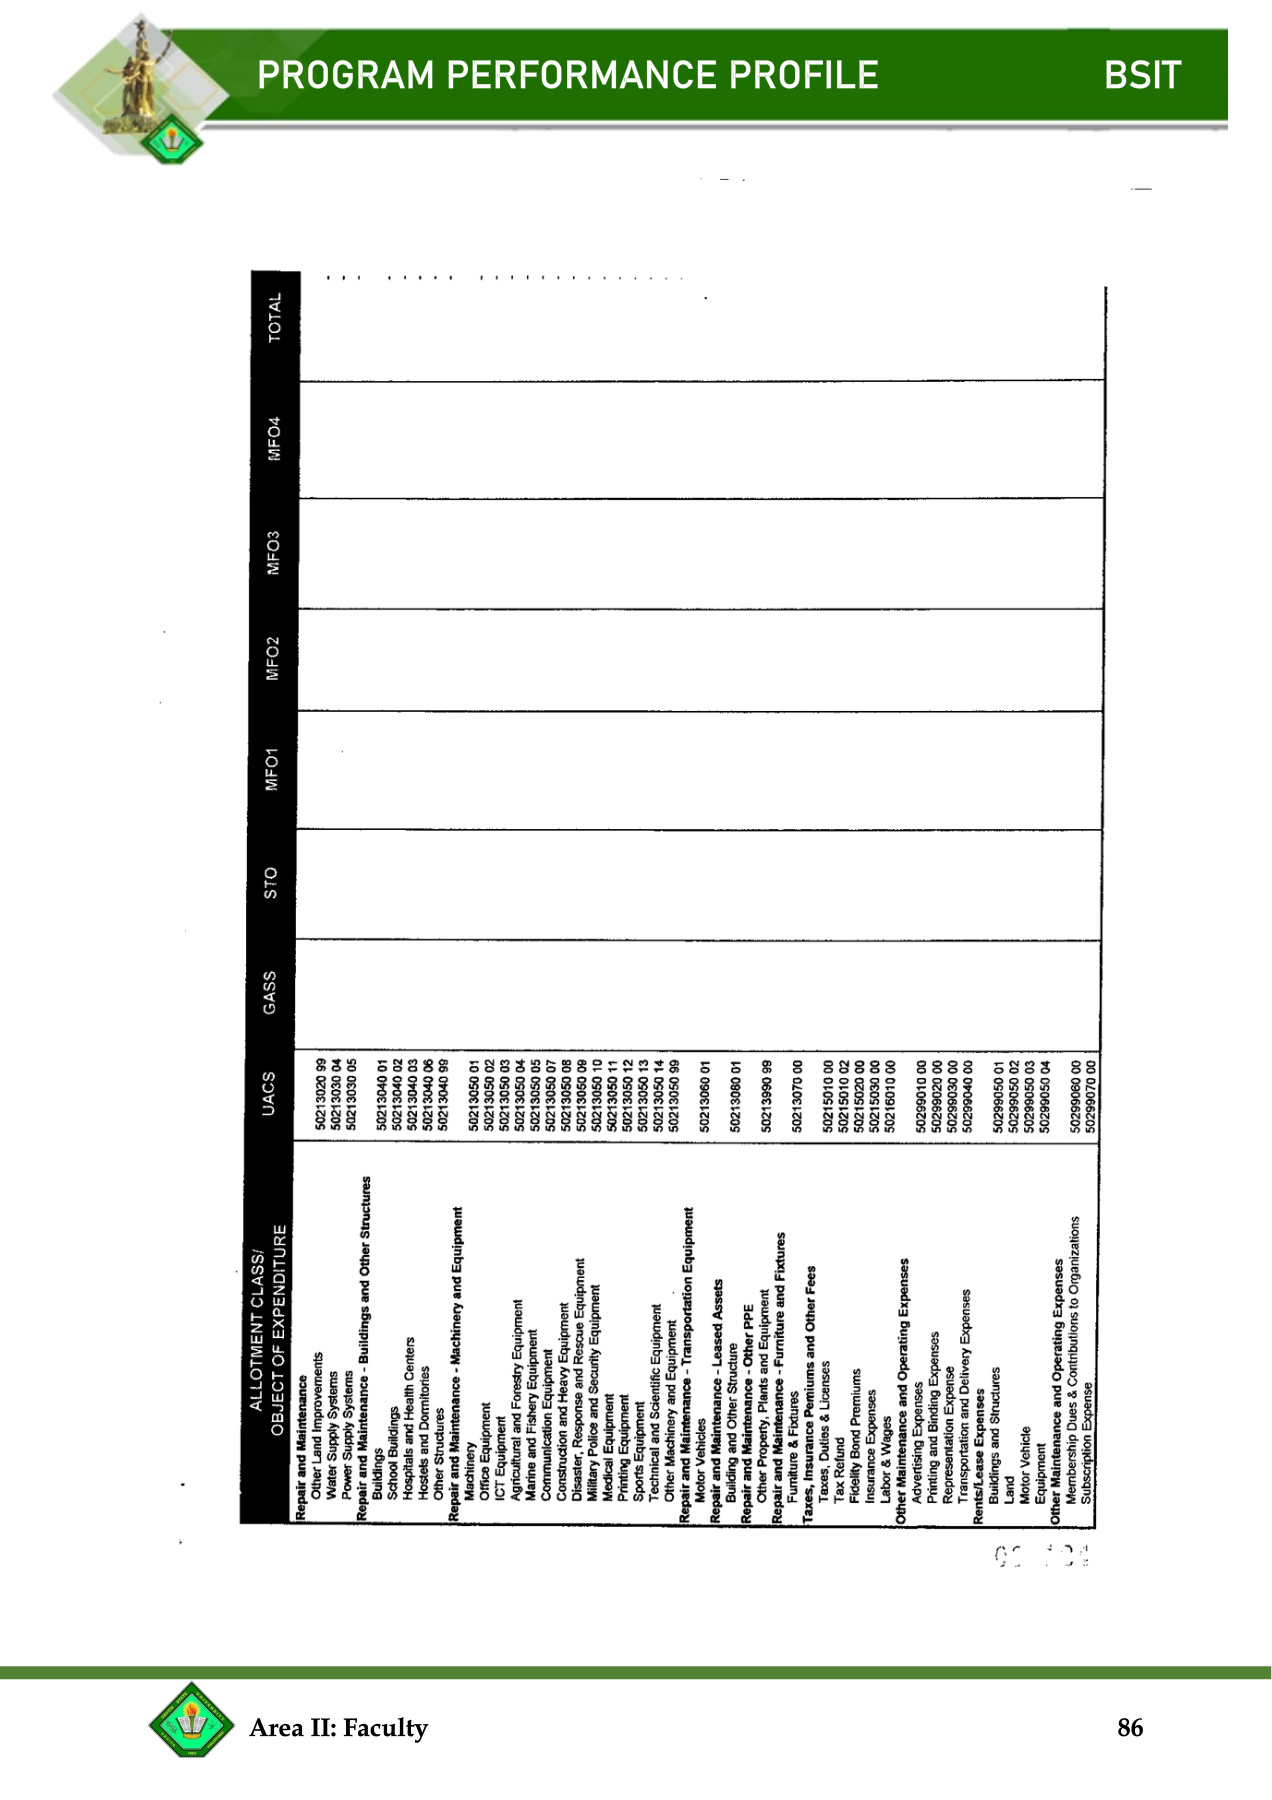 PROGRAM PERFORMANCE PROFILE BSIT
ALLOTMENT CLASS/
OBJECT OF EXPENDITURE UACS GASS STO MFO1 MFO2 MFO3 MFO4 TOTAL
Repair and Maintenance
Other Land Improvements 50213020 99
Water Supply Systems 50213030 04
Power Supply Systems 50213030 05
Repair and Maintenance - Buildings and Other Structures
Buildings 50213040 01
School Buildings 50213040 02
Hospitals and Health Centers 50213040 03
Hostels and Dormitories 50213040 06
Other Structures 50213040 99
Repair and Maintenance - Machinery and Equipment
Machinery 50213050 01
Office Equipment 50213050 02
ICT Equipment 50213050 03
Agricultural and Forestry Equipment 50213050 04
Marine and Fishery Equipment 50213050 05
Communication Equipment 50213050 07
Construction and Heavy Equipment 50213050 08
Disaster, Response and Rescue Equipment 50213050 09
Military Police and Security Equipment 50213050 10
Medical Equipment 50213050 11
Printing Equipment 50213050 12
Sports Equipment 50213050 13
Technical and Scientific Equipment 50213050 14
Other Machinery and Equipment 50213050 99
Repair and Maintenance - Transportation Equipment
Motor Vehicles 50213060 01
Repair and Maintenance - Leased Assets
Building and Other Structure 50213080 01
Repair and Maintenance - Other PPE
Other Property, Plants and Equipment 50213990 99
Repair and Maintenance - Furniture and Fixtures
Furniture & Fixtures 50213070 00
Taxes, Insurance Pemiums and Other Fees
Taxes, Duties & Licenses 50215010 00
Tax Refund 50215010 02
Fidelity Bond Premiums 50215020 00
Insurance Expenses 50215030 00
Labor & Wages 50216010 00
Other Maintenance and Operating Expenses
Advertising Expenses 50299010 00
Printing and Binding Expenses 50299020 00
Representation Expense 50299030 00
Transportation and Delivery Expenses 50299040 00
Rents/Lease Expenses
Buildings and Structures 50299050 01
Land 50299050 02
Motor Vehicle 50299050 03
Equipment 50299050 04
Other Maintenance and Operating Expenses
Membership Dues & Contributions to Organizations 50299060 00
Subscription Expense 50299070 00
Area II: Faculty 86